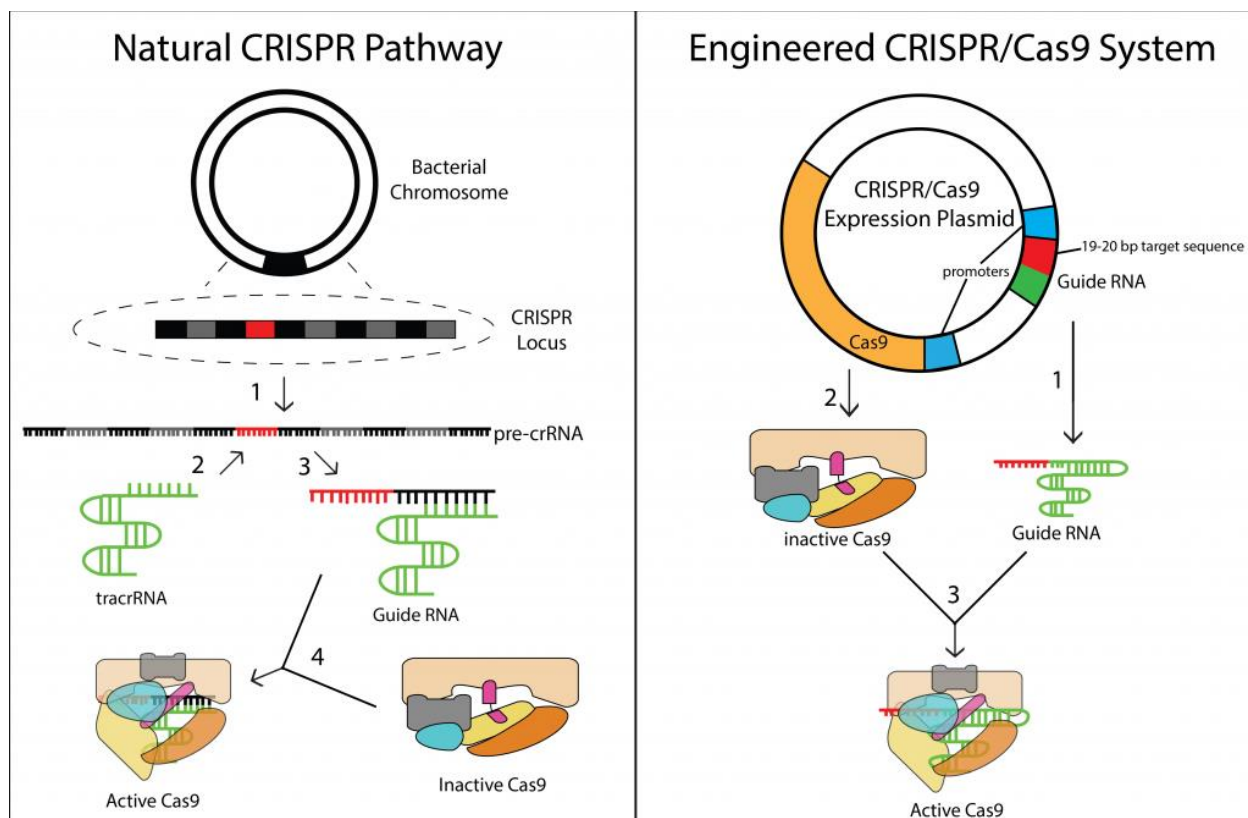 Natural CRISPR Pathway
Bacterial
Chromosome
CRISPR
Locus
1
pre-crRNA
2
3
tracrRNA
Guide RNA
4
Active Cas9
Inactive Cas9
Engineered CRISPR/Cas9 System
CRISPR/Cas9
Expression Plasmid
19-20 bp target sequence
promoters
Guide RNA
Cas9
2
1
inactive Cas9
Guide RNA
3
Active Cas9